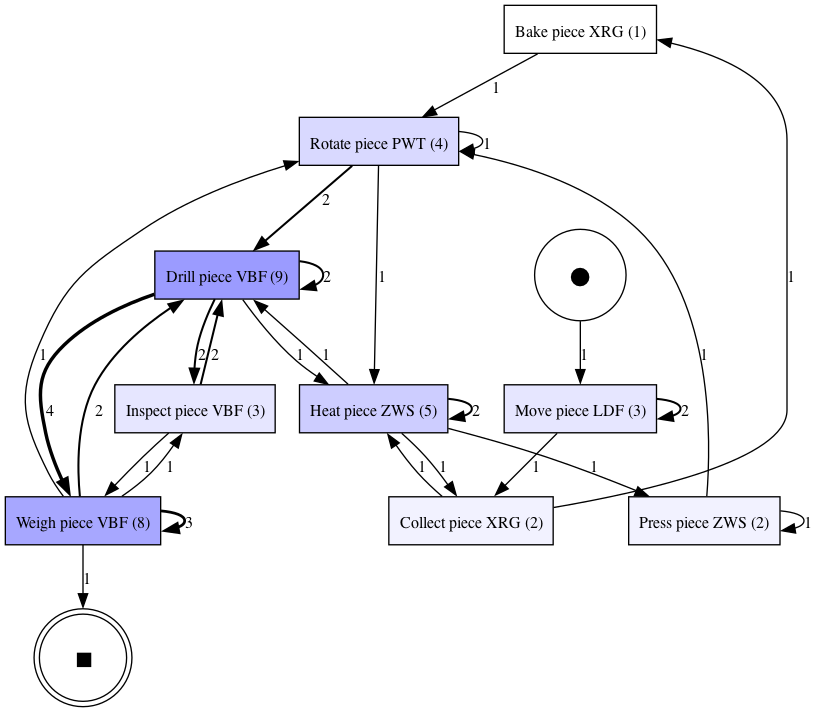 Bake piece XRG (1)
1
Rotate piece PWT (4)
1
2
Drill piece VBF (9)
2
1
1
1
2
2
1
1
1
1
4
2
Inspect piece VBF (3)
Heat piece ZWS (5)
2
Move piece LDF (3)
2
1
1
1
1
1
1
Weigh piece VBF (8)
3
Collect piece XRG (2)
Press piece ZWS (2)
1
1